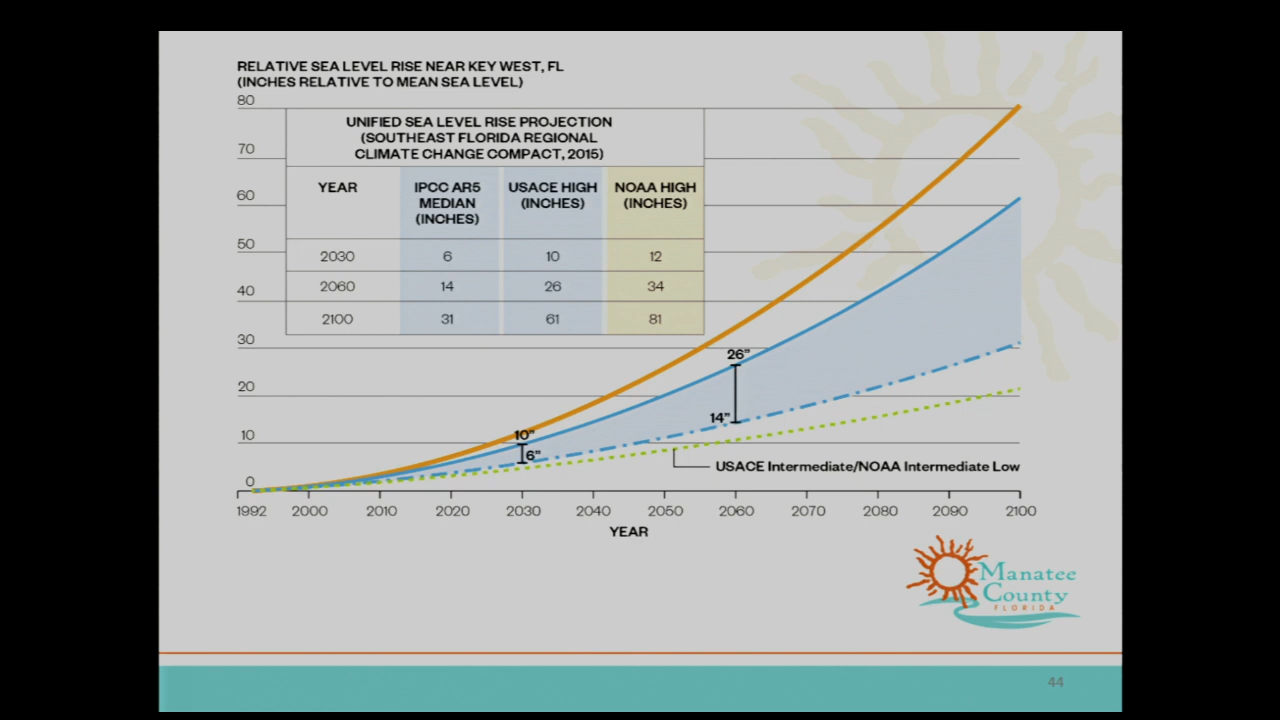 RELATIVE SEA LEVEL RISE NEAR KEY WEST, FL
(INCHES RELATIVE TO MEAN SEA LEVEL)
80
70
60
50
40
30
20
10
0
UNIFIED SEA LEVEL RISE PROJECTION
(SOUTHEAST FLORIDA REGIONAL
CLIMATE CHANGE COMPACT, 2015)
YEAR
IPCC AR5
MEDIAN
(INCHES)
USACE HIGH
(INCHES)
NOAA HIGH
(INCHES)
2030 6 10 12
2060 14 26 34
2100 31 61 81
26"
14"
10"
6"
USACE Intermediate/NOAA Intermediate Low
1992 2000 2010 2020 2030 2040 2050 2060 2070 2080 2090 2100
YEAR
Manatee
County
FLORIDA
44